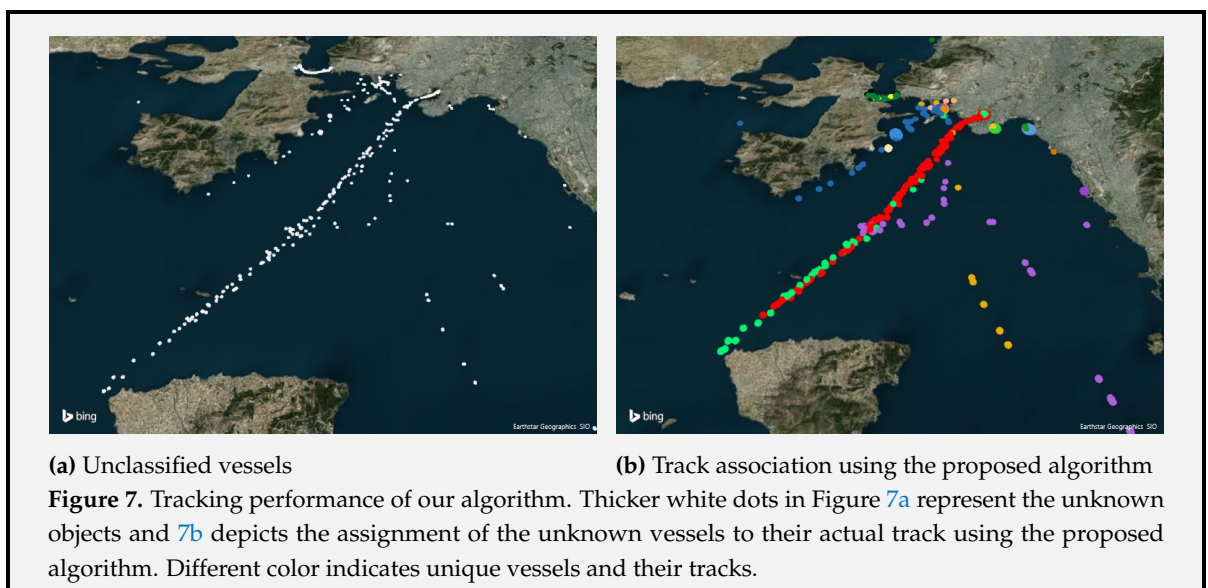 bing
Earthstar Geographics SIO
bing
Earthstar Geographics SIO
(a) Unclassified vessels
(b) Track association using the proposed algorithm
Figure 7. Tracking performance of our algorithm. Thicker white dots in Figure 7a represent the unknown
objects and 7b depicts the assignment of the unknown vessels to their actual track using the proposed
algorithm. Different color indicates unique vessels and their tracks.